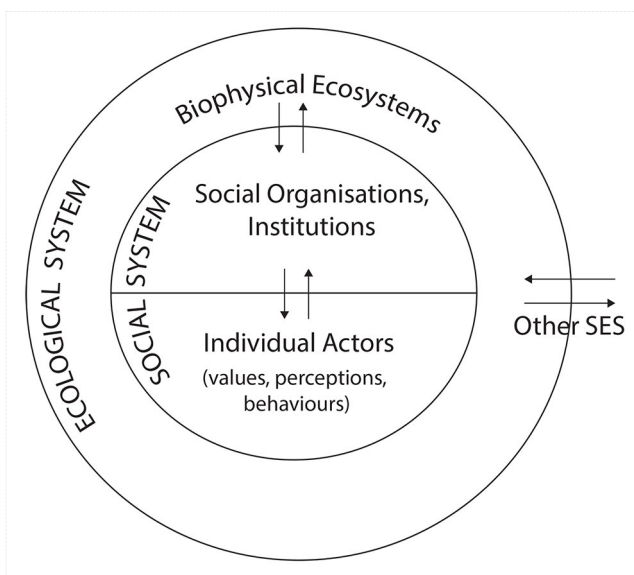 Biophysical Ecosystems
ECOLOGICAL SYSTEM
SOCIAL SYSTEM
Social Organisations,
Institutions
Individual Actors
(values, perceptions,
behaviours)
Other SES